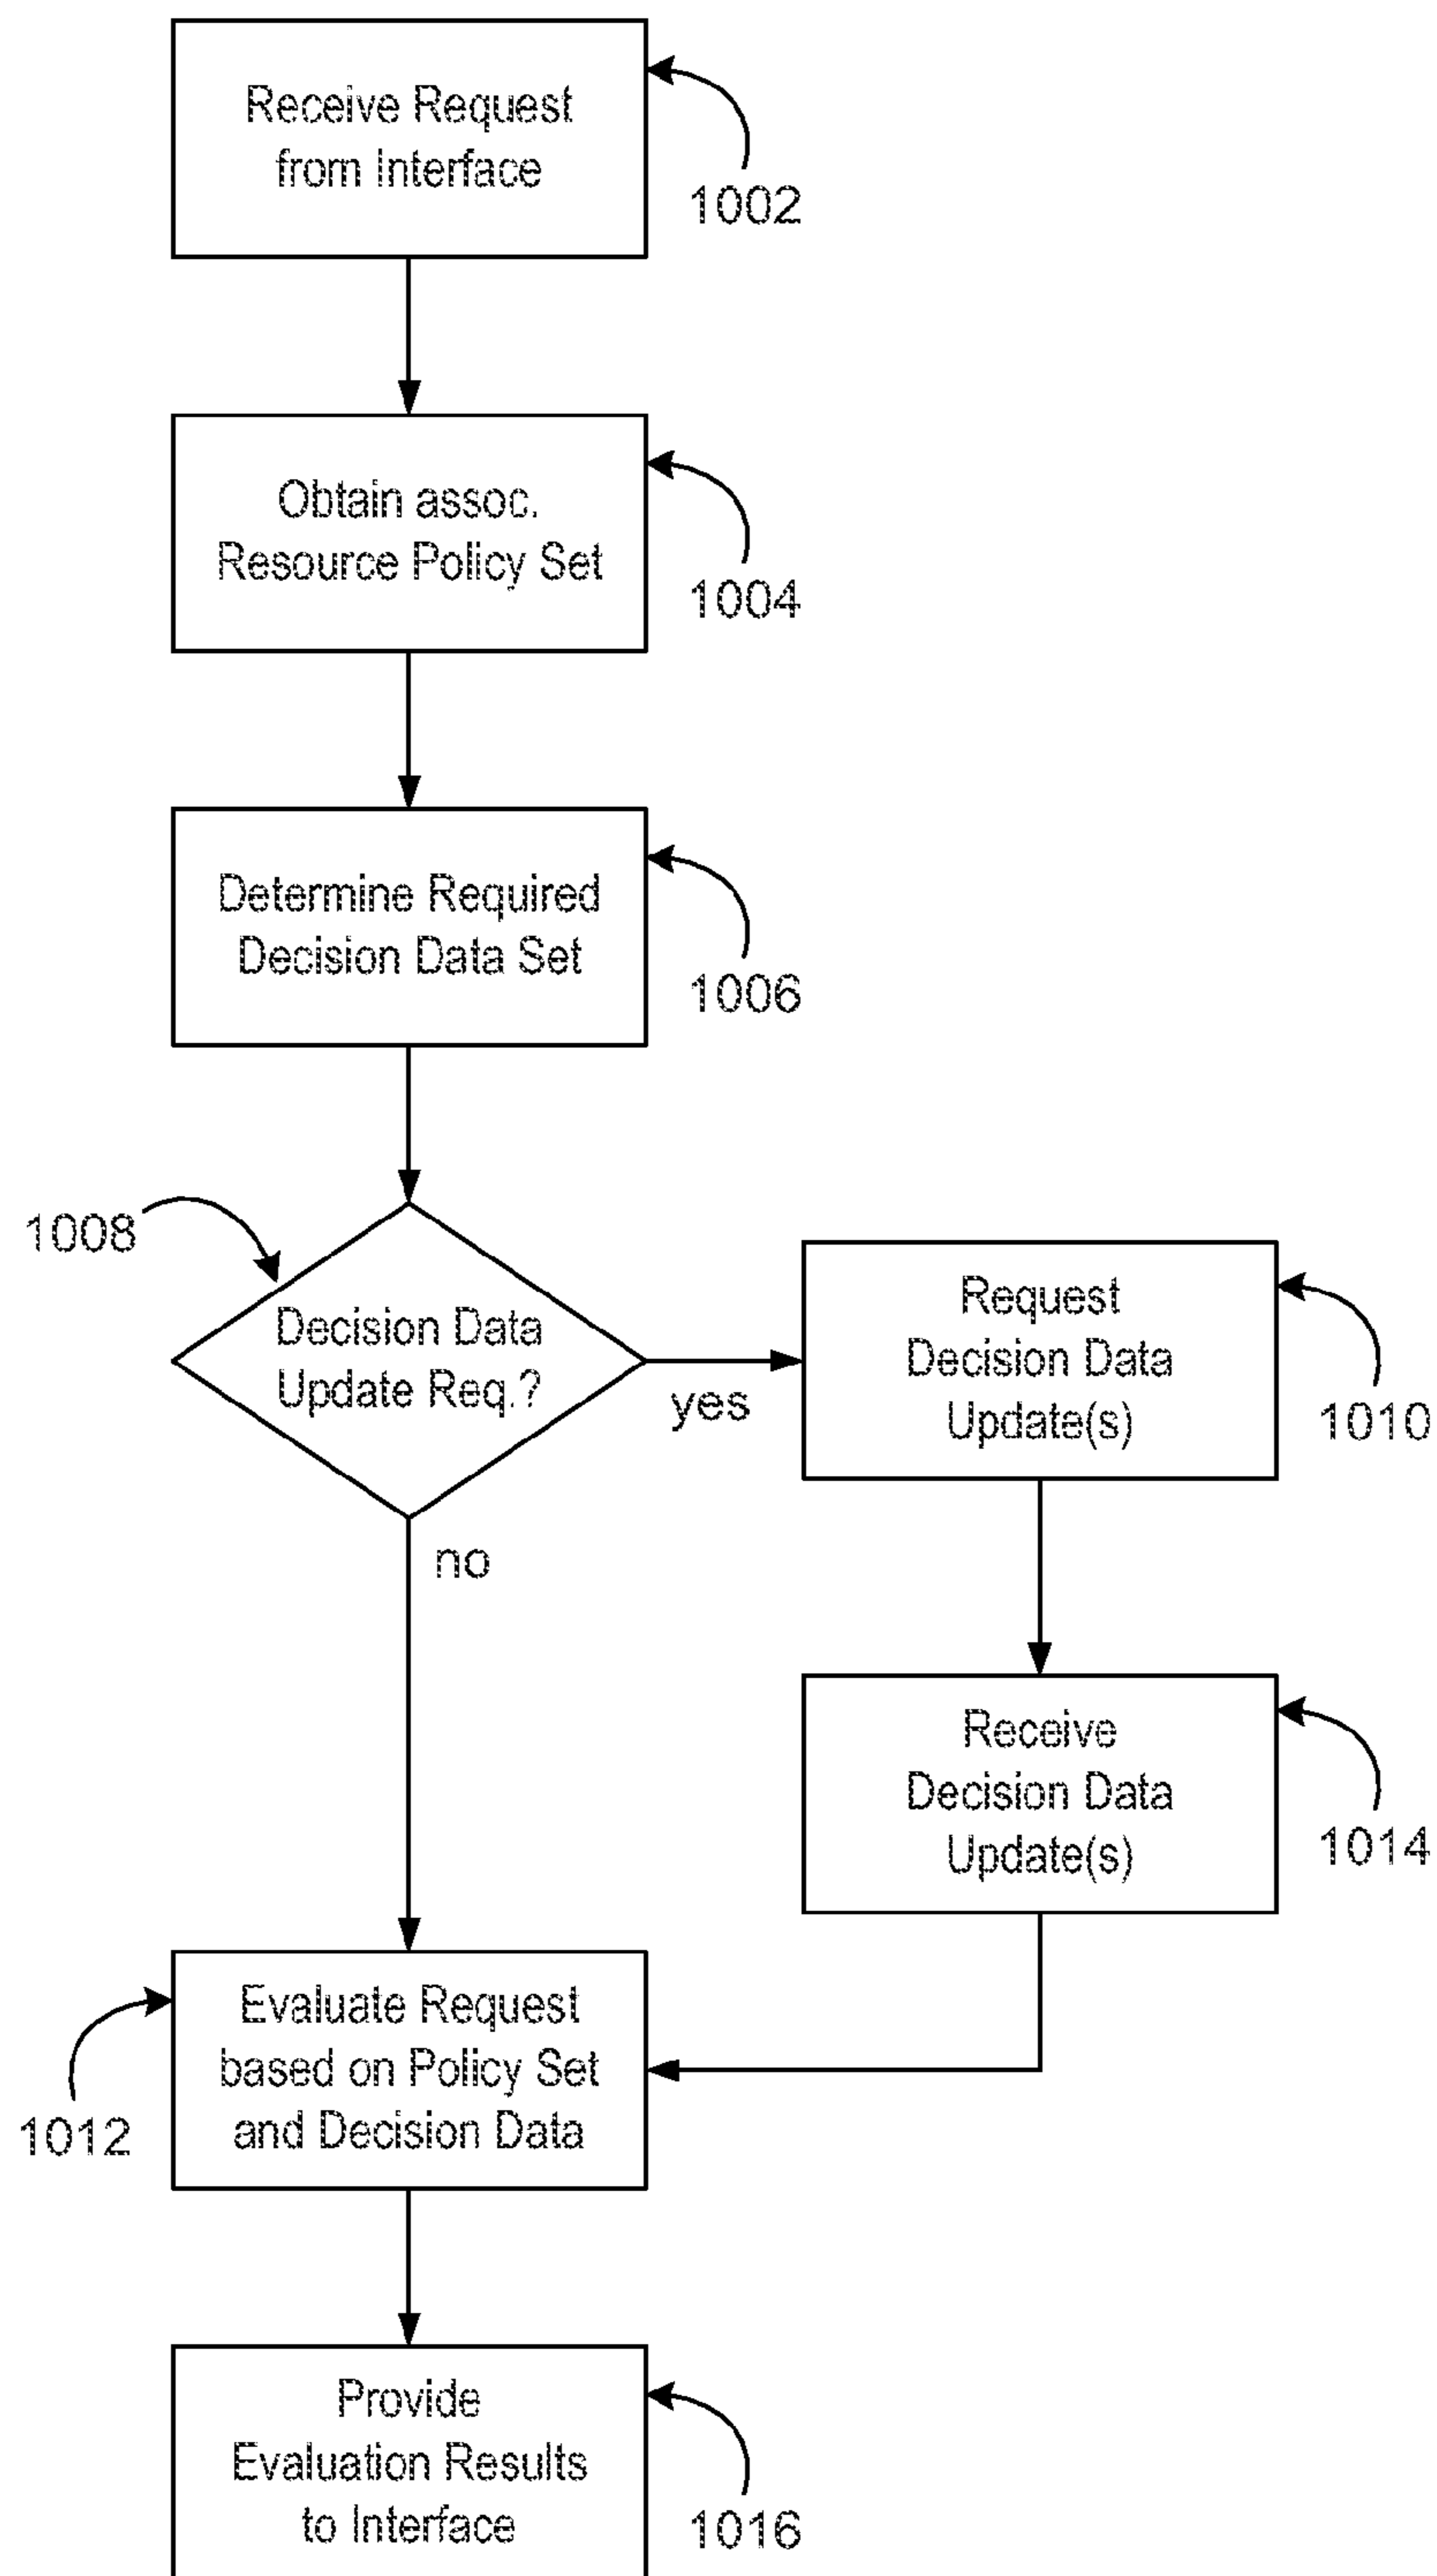 Receive Request
from Interface
1002
Obtain assoc.
Resource Policy Set
1004
Determine Required
Decision Data Set
1006
1008
Decision Data
Update Req.?
yes
no
Request
Decision Data
Update(s)
1010
Receive
Decision Data
Update(s)
1014
Evaluate Request
based on Policy Set
and Decision Data
1012
Provide
Evaluation Results
to Interface
1016